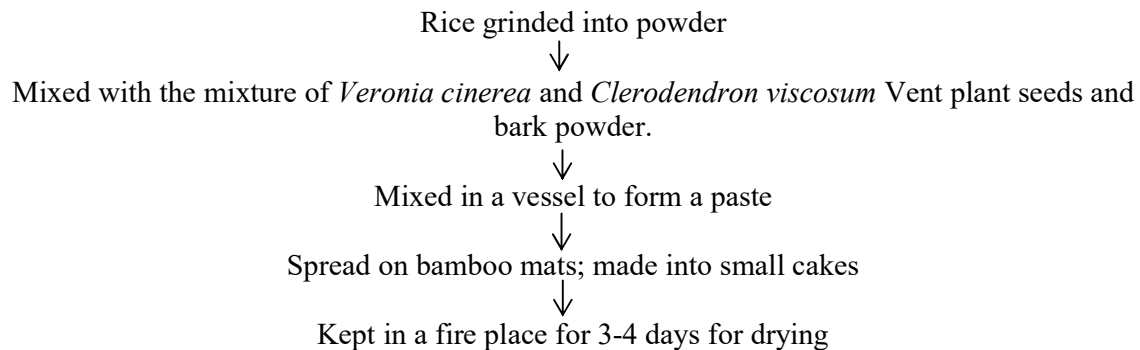 Rice grinded into powder
Mixed with the mixture of Veronia cinerea and Clerodendron viscosum Vent plant seeds and
bark powder.
Mixed in a vessel to form a paste
Spread on bamboo mats; made into small cakes
Kept in a fire place for 3-4 days for drying